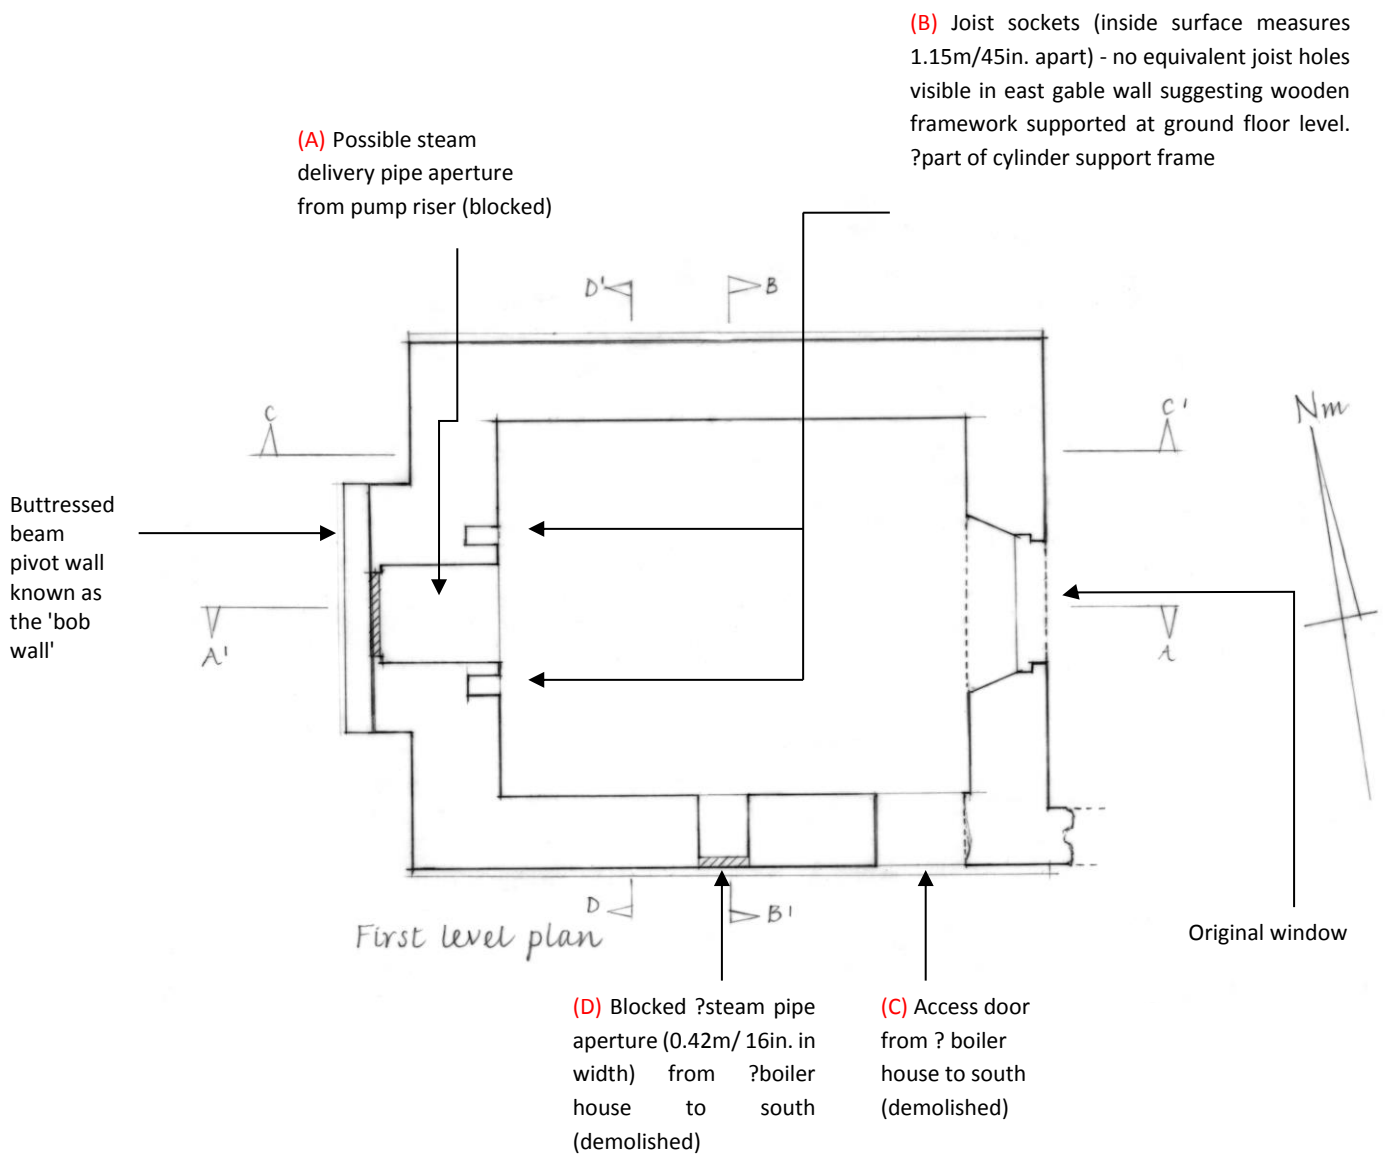 (B) Joist sockets (inside surface measures
1.15m/45in. apart) - no equivalent joist holes
visible in east gable wall suggesting wooden
framework supported at ground floor level.
?part of cylinder support frame
(A) Possible steam
delivery pipe aperture
from pump riser (blocked)
D'
B
C
C'
Nm
Buttressed
beam
pivot wall
known as
the 'bob
wall'
A'
A
D
B'
First level plan
Original window
(D) Blocked ?steam pipe
aperture (0.42m/ 16in. in
width) from ?boiler
house to south
(demolished)
(C) Access door
from ? boiler
house to south
(demolished)